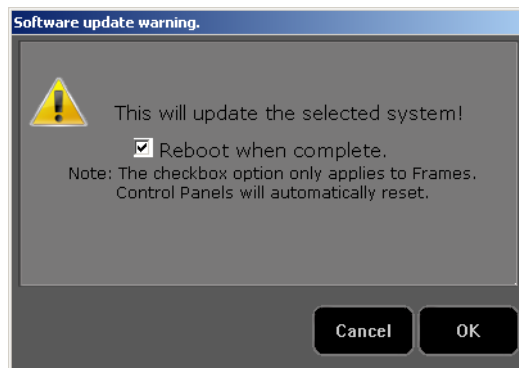 Software update warning.
This will update the selected system!
Reboot when complete.
Note: The checkbox option only applies to Frames.
Control Panels will automatically reset.
Cancel OK